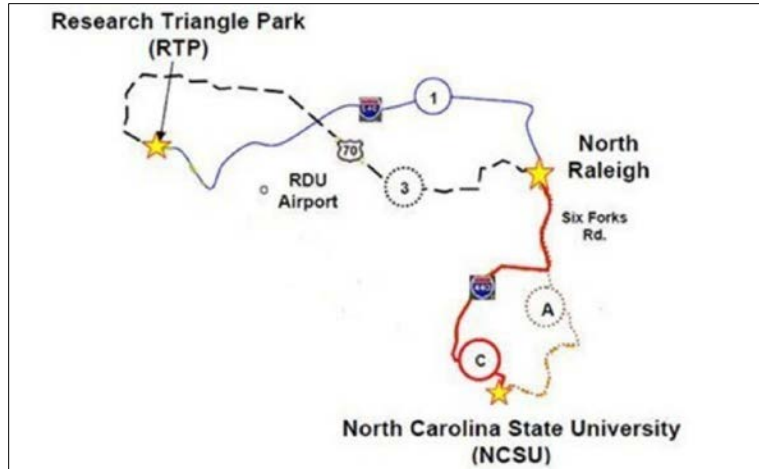 Research Triangle Park
(RTP)
1
70
3
North
Raleigh
RDU
Airport
Six Forks
Rd.
A
C
North Carolina State University
(NCSU)